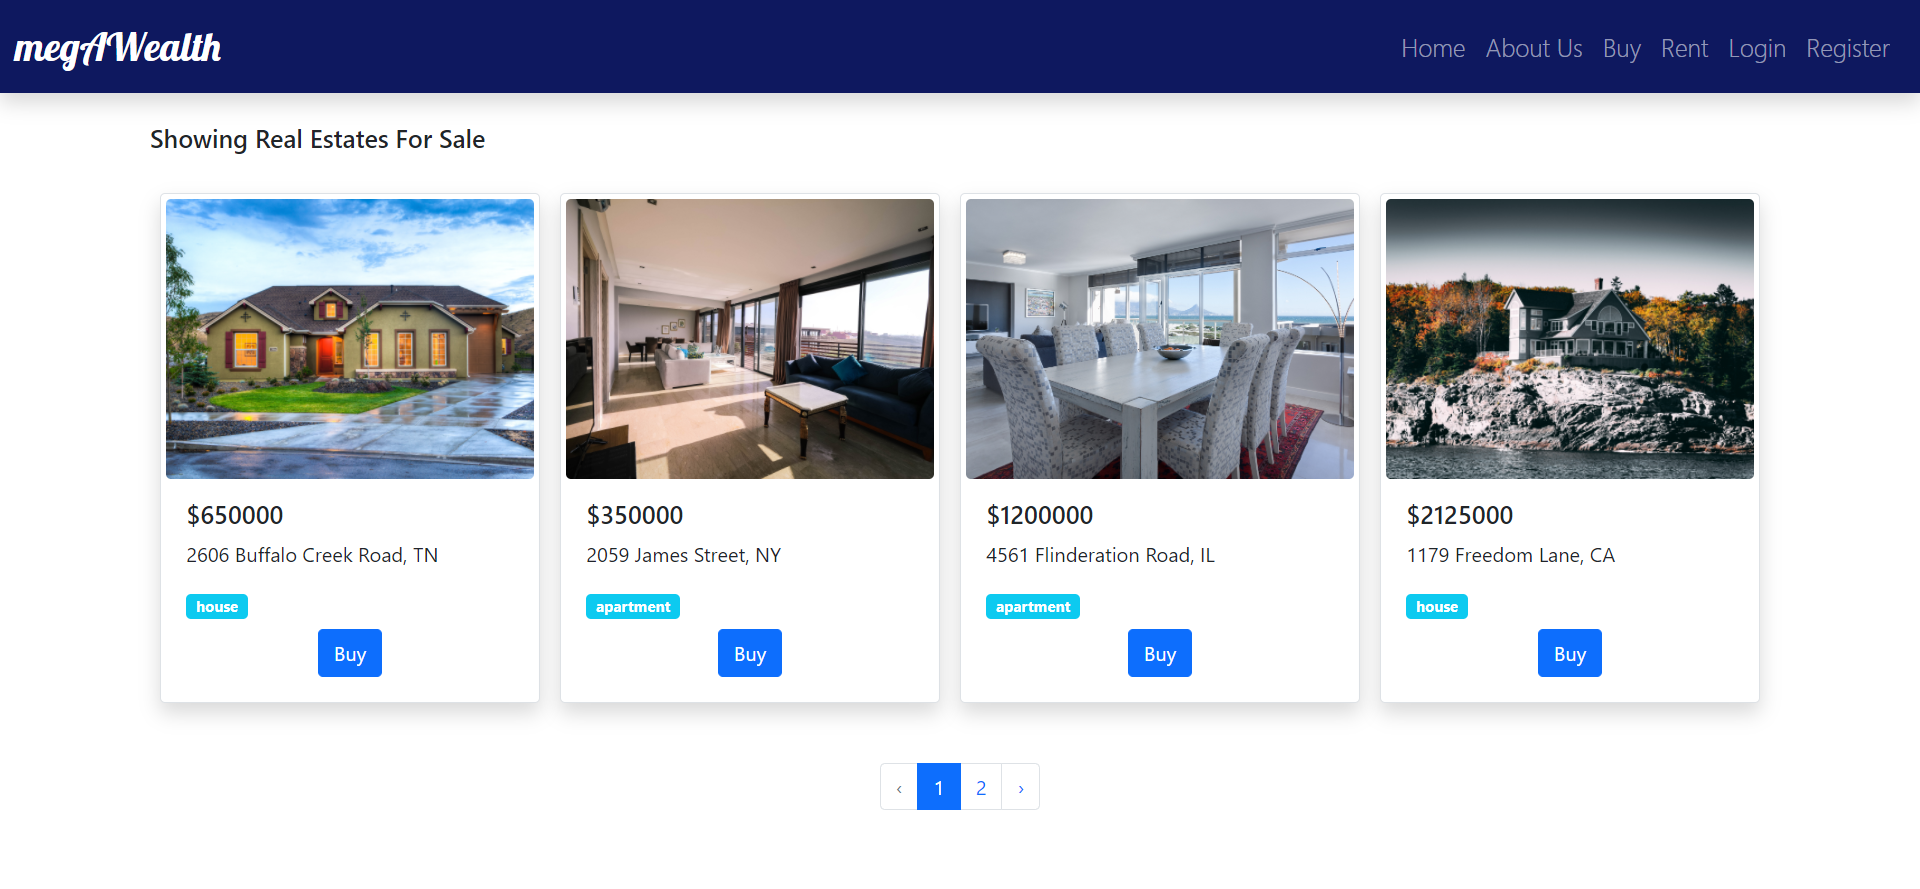 megAWealth
Home About Us Buy Rent Login Register
Showing Real Estates For Sale
$650000
2606 Buffalo Creek Road, TN
house
Buy
$350000
2059 James Street, NY
apartment
Buy
$1200000
4561 Flinderation Road, IL
apartment
Buy
$2125000
1179 Freedom Lane, CA
house
Buy
‹ 1 2 ›